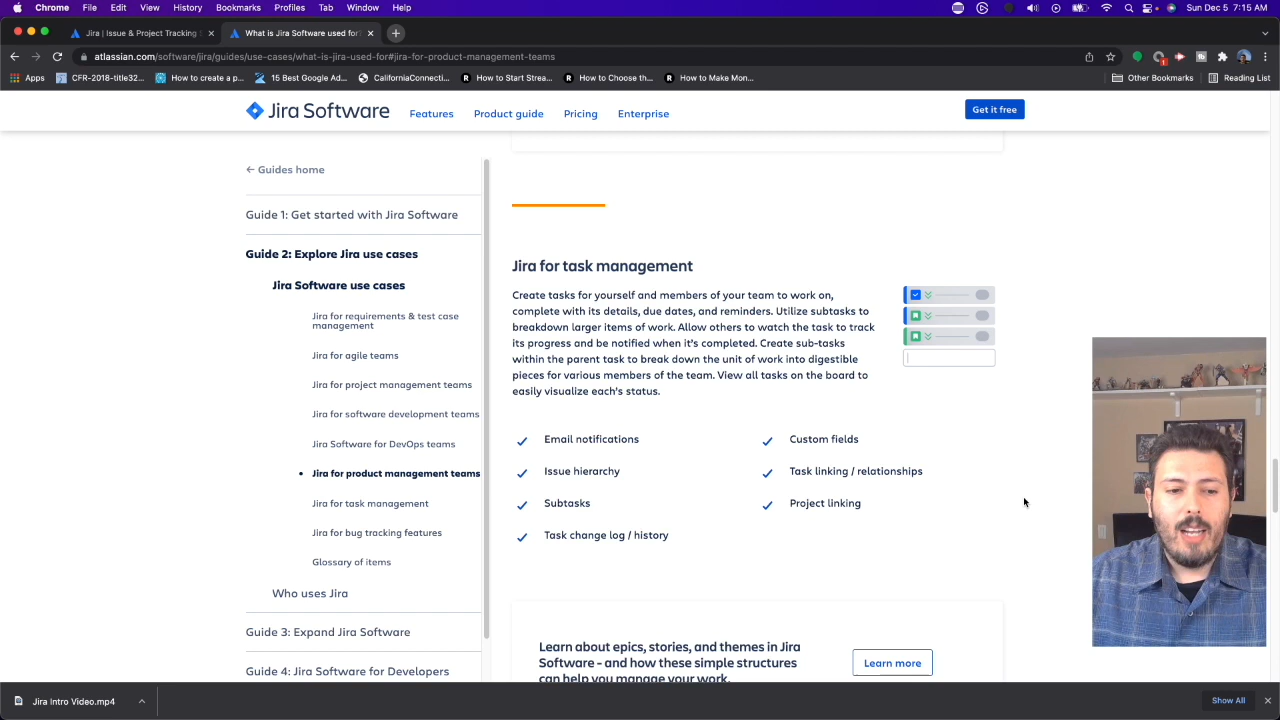 Chrome File Edit View History Bookmarks Profiles Tab Window Help Sun Dec 5 7:15 AM
Jira | Issue & Project Tracking What is Jira Software used for
atlassian.com/software/jira/guides/use-cases/what-is-jira-used-for#jira-for-product-management-teams
Apps CFR-2018-title32... How to create a p... 15 Best Google Ad... CaliforniaConnecti... How to Start Strea... How to Choose th... How to Make Mon... Other Bookmarks Reading List
Jira Software Features Product guide Pricing Enterprise Get it free
← Guides home
Guide 1: Get started with Jira Software
Guide 2: Explore Jira use cases
Jira Software use cases
Jira for requirements & test case
management
Jira for agile teams
Jira for project management teams
Jira for software development teams
Jira Software for DevOps teams
• Jira for product management teams
Jira for task management
Jira for bug tracking features
Glossary of items
Who uses Jira
Guide 3: Expand Jira Software
Guide 4: Jira Software for Developers
Jira for task management
Create tasks for yourself and members of your team to work on,
complete with its details, due dates, and reminders. Utilize subtasks to
breakdown larger items of work. Allow others to watch the task to track
its progress and be notified when it's completed. Create sub-tasks
within the parent task to break down the unit of work into digestible
pieces for various members of the team. View all tasks on the board to
easily visualize each's status.
Email notifications Custom fields
Issue hierarchy Task linking / relationships
Subtasks Project linking
Task change log / history
Learn about epics, stories, and themes in Jira
Software - and how these simple structures
can help you manage your work.
Learn more
Jira Intro Video.mp4 Show All